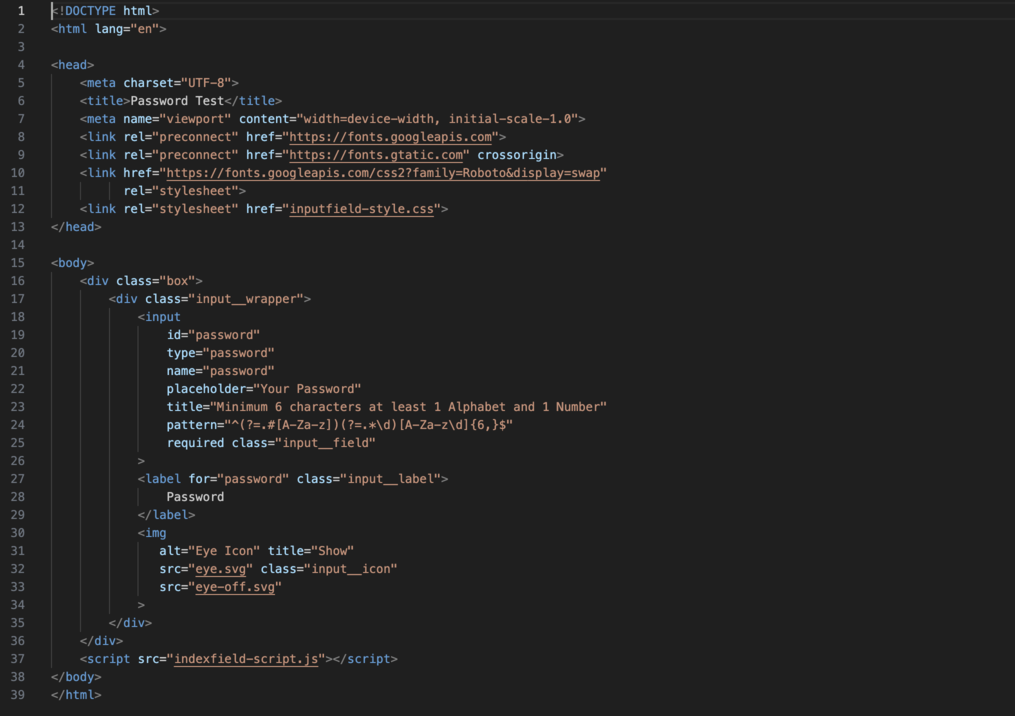 1 <!DOCTYPE html>
2 <html lang="en">
3
4 <head>
5 <meta charset="UTF-8">
6 <title>Password Test</title>
7 <meta name="viewport" content="width=device-width, initial-scale-1.0">
8 <link rel="preconnect" href="https://fonts.googleapis.com">
9 <link rel="preconnect" href="https://fonts.gtatic.com" crossorigin>
10 <link href="https://fonts.googleapis.com/css2?family=Roboto&display=swap"
11 rel="stylesheet">
12 <link rel="stylesheet" href="inputfield-style.css">
13 </head>
14
15 <body>
16 <div class="box">
17 <div class="input__wrapper">
18 <input
19 id="password"
20 type="password"
21 name="password"
22 placeholder="Your Password"
23 title="Minimum 6 characters at least 1 Alphabet and 1 Number"
24 pattern="^(?=.#[A-Za-z])(?=.*\d)[A-Za-z\d]{6,}$"
25 required class="input__field"
26 >
27 <label for="password" class="input__label">
28 Password
29 </label>
30 <img
31 alt="Eye Icon" title="Show"
32 src="eye.svg" class="input__icon"
33 src="eye-off.svg"
34 >
35 </div>
36 </div>
37 <script src="indexfield-script.js"></script>
38 </body>
39 </html>